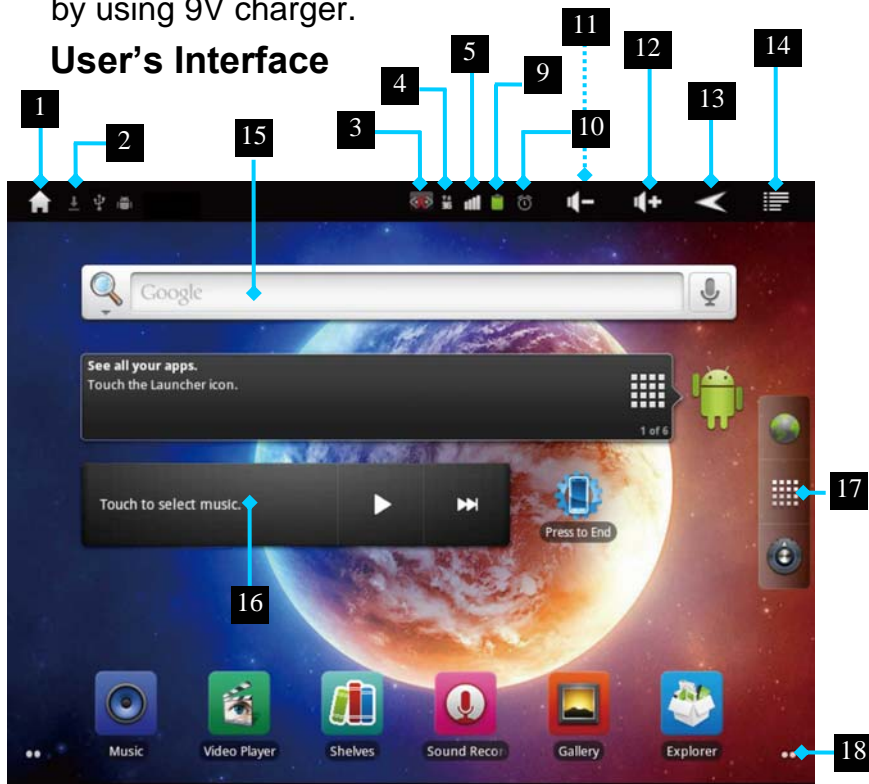 by using 9V charger.
User's Interface
1
2
15
3
4
5
9
10
11
12
13
14
3G
Google
See all your apps.
Touch the Launcher icon.
1 of 6
Touch to select music.
Press to End
17
16
Music
Video Player
Shelves
Sound Recor
Gallery
Explorer
18